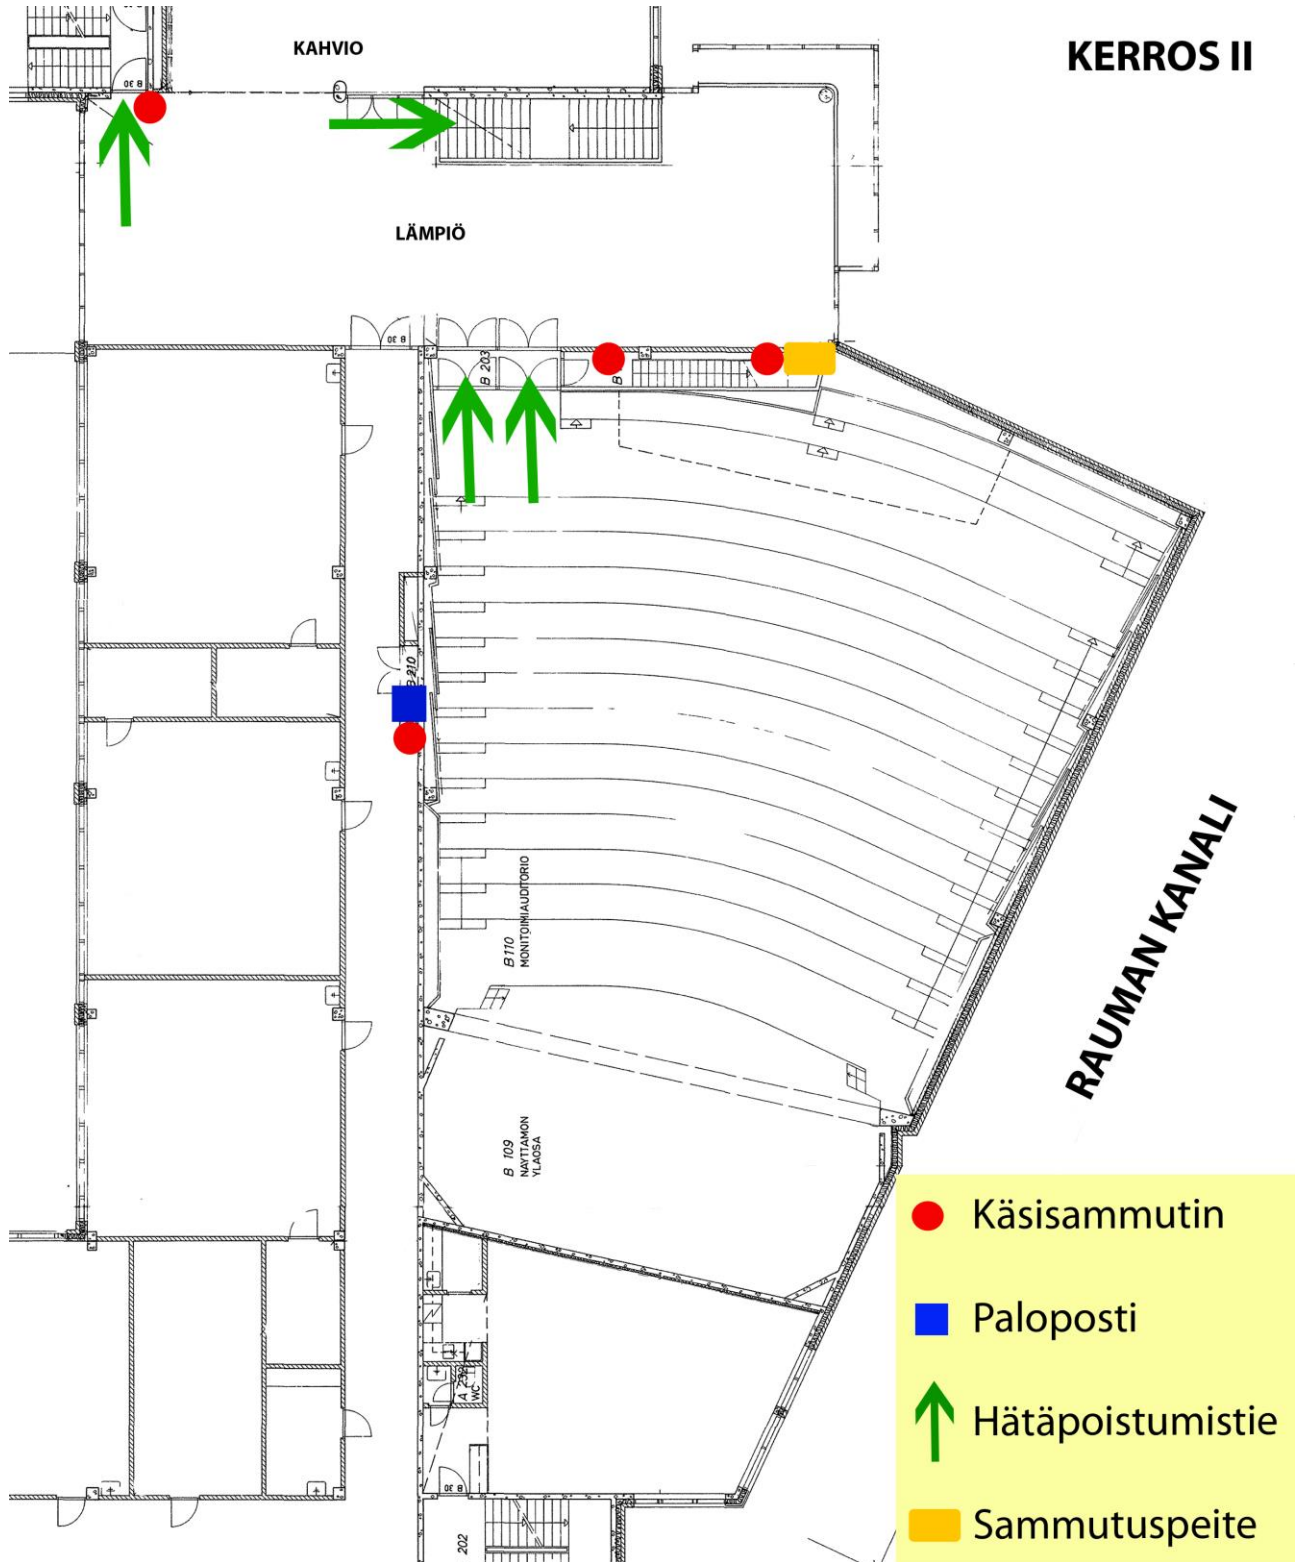 KERROS II
KAHVIO
B 30
LÄMPIÖ
B 30
B 203
B
B 210
B 110
MONITOIMIAUDITORIO
RAUMAN KANALI
B 109
NÄYTTÄMÖN
YLÄOSA
A 232
WC
B 30
202
Käsisammutin
Paloposti
Hätäpoistumistie
Sammutuspeite